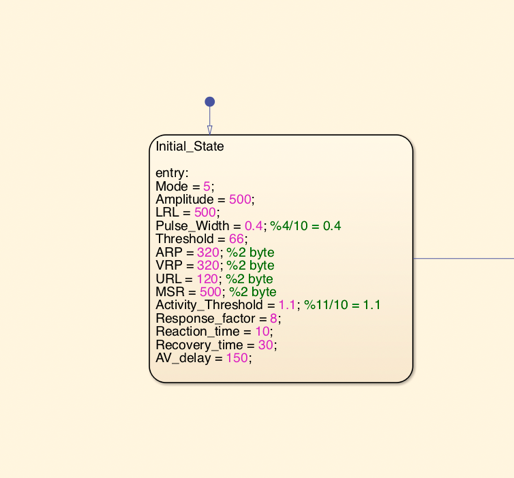 Initial_State
entry:
Mode = 5;
Amplitude = 500;
LRL = 500;
Pulse_Width = 0.4; %4/10 = 0.4
Threshold = 66;
ARP = 320; %2 byte
VRP = 320; %2 byte
URL = 120; %2 byte
MSR = 500; %2 byte
Activity_Threshold = 1.1; %11/10 = 1.1
Response_factor = 8;
Reaction_time = 10;
Recovery_time = 30;
AV_delay = 150;